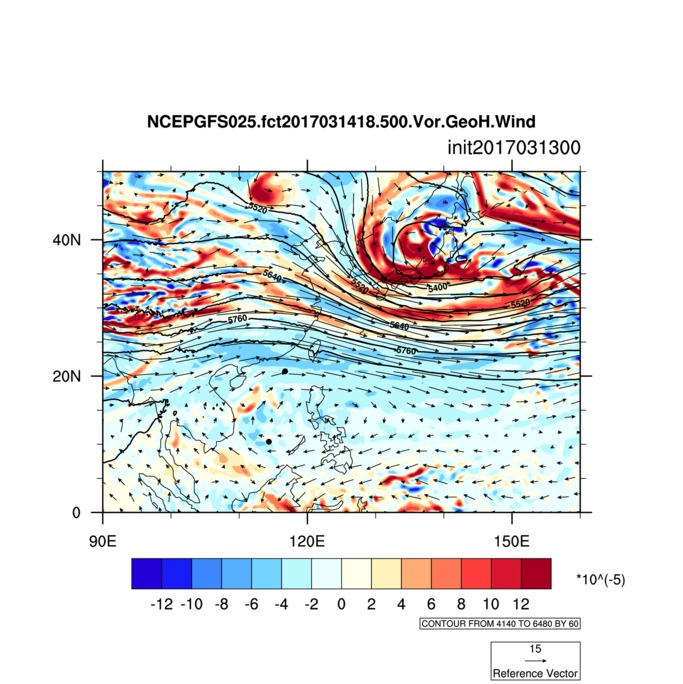 NCEPGFS025.fct2017031418.500.Vor.GeoH.Wind
init2017031300
5520
40N
5640
5500
5400
5520
5760
5640
5760
20N
0
90E 120E 150E
-12 -10 -8 -6 -4 -2 0 2 4 6 8 10 12
*10^(-5)
CONTOUR FROM 4140 TO 6480 BY 60
15
Reference Vector